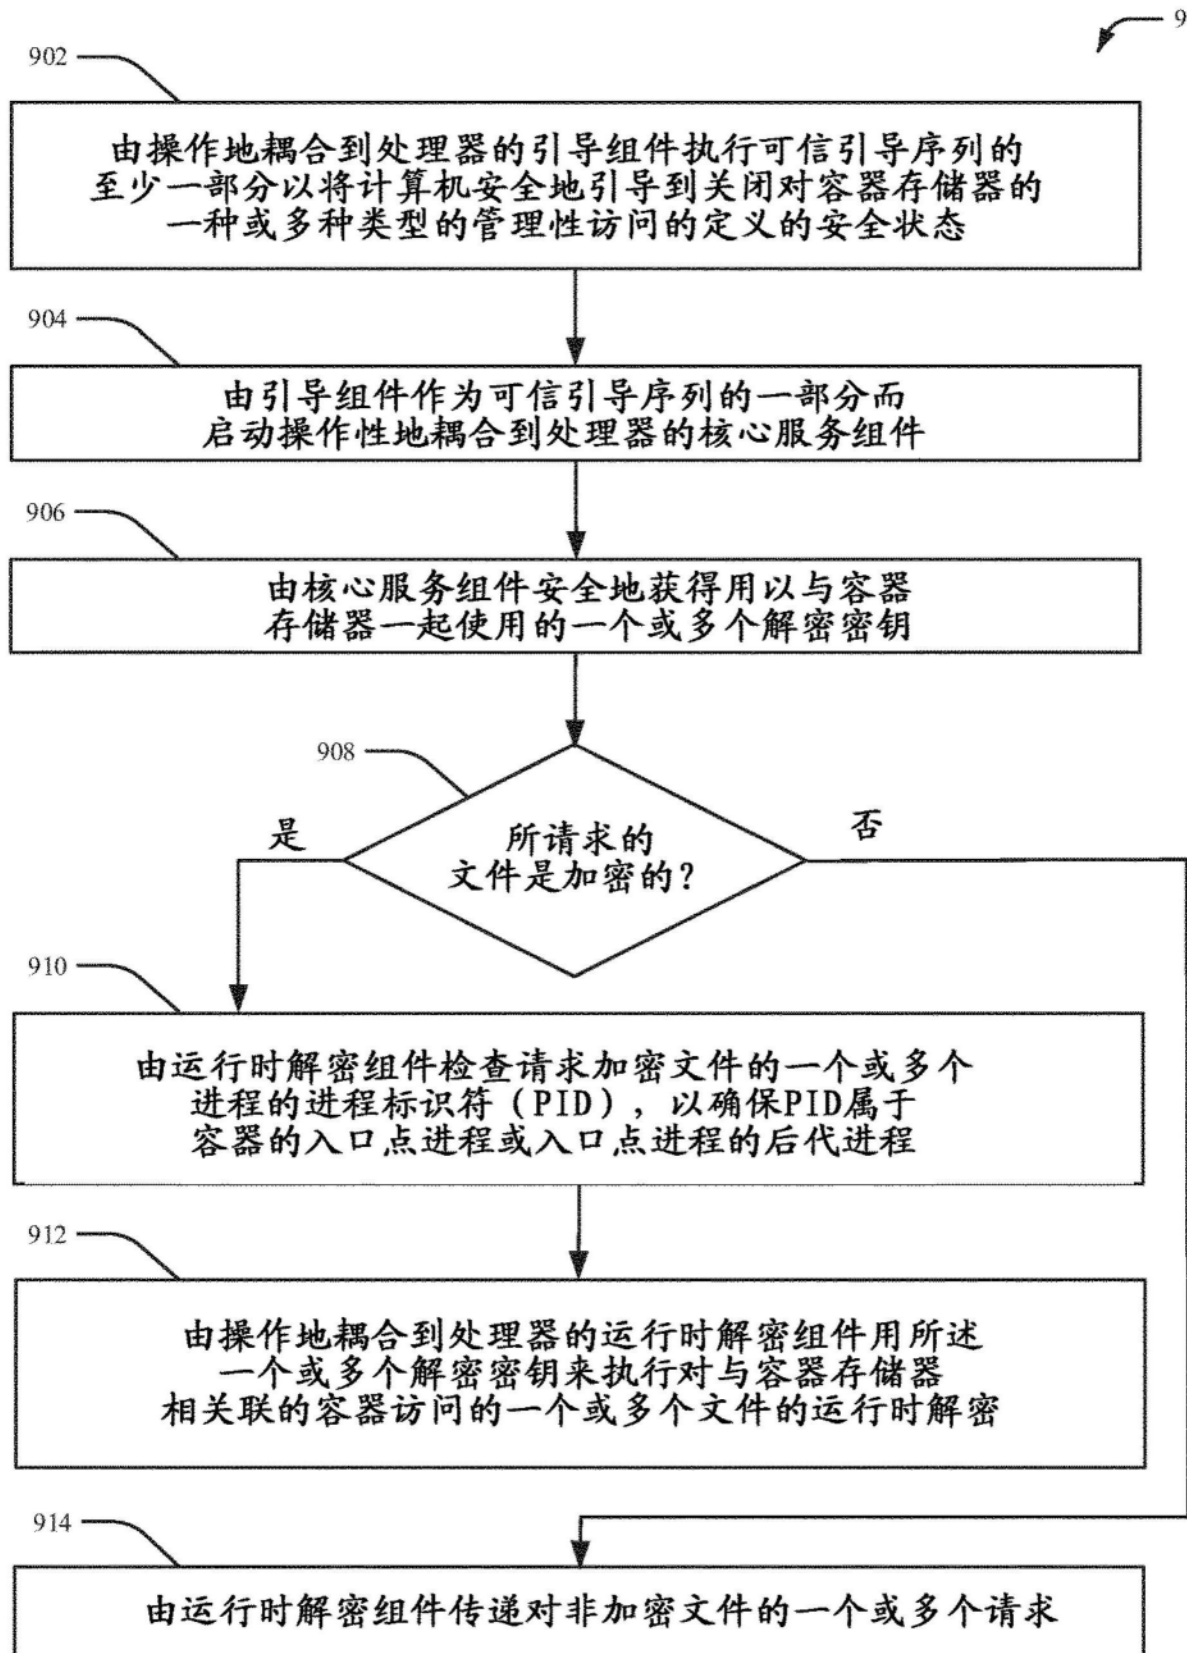 9
902
由操作地耦合到处理器的引导组件执行可信引导序列的
至少一部分以将计算机安全地引导到关闭对容器存储器的
一种或多种类型的管理性访问的定义的安全状态
904
由引导组件作为可信引导序列的一部分而
启动操作性地耦合到处理器的核心服务组件
906
由核心服务组件安全地获得用以与容器
存储器一起使用的一个或多个解密密钥
908
是
否
所请求的
文件是加密的？
910
由运行时解密组件检查请求加密文件的一个或多个
进程的进程标识符（PID），以确保PID属于
容器的入口点进程或入口点进程的后代进程
912
由操作地耦合到处理器的运行时解密组件用所述
一个或多个解密密钥来执行对与容器存储器
相关联的容器访问的一个或多个文件的运行时解密
914
由运行时解密组件传递对非加密文件的一个或多个请求